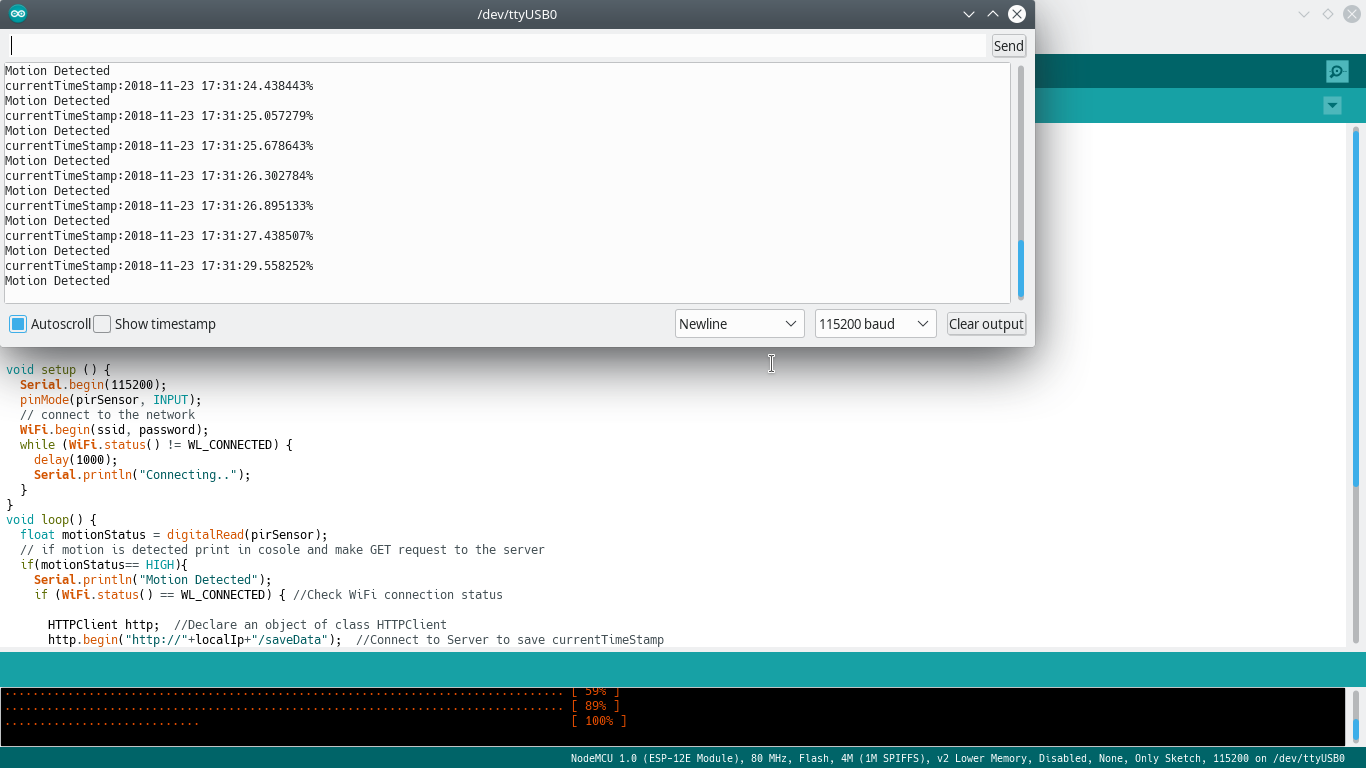 /dev/ttyUSB0
Send
Motion Detected
currentTimeStamp:2018-11-23 17:31:24.438443%
Motion Detected
currentTimeStamp:2018-11-23 17:31:25.057279%
Motion Detected
currentTimeStamp:2018-11-23 17:31:25.678643%
Motion Detected
currentTimeStamp:2018-11-23 17:31:26.302784%
Motion Detected
currentTimeStamp:2018-11-23 17:31:26.895133%
Motion Detected
currentTimeStamp:2018-11-23 17:31:27.438507%
Motion Detected
currentTimeStamp:2018-11-23 17:31:29.558252%
Motion Detected
Autoscroll Show timestamp Newline 115200 baud Clear output
void setup () {
  Serial.begin(115200);
  pinMode(pirSensor, INPUT);
  // connect to the network
  WiFi.begin(ssid, password);
  while (WiFi.status() != WL_CONNECTED) {
    delay(1000);
    Serial.println("Connecting..");
  }
}
void loop() {
  float motionStatus = digitalRead(pirSensor);
  // if motion is detected print in cosole and make GET request to the server
  if(motionStatus== HIGH){
    Serial.println("Motion Detected");
    if (WiFi.status() == WL_CONNECTED) { //Check WiFi connection status
      HTTPClient http;  //Declare an object of class HTTPClient
      http.begin("http://"+localIp+"/saveData");  //Connect to Server to save currentTimeStamp
................................................................................ [ 59% ]
................................................................................ [ 89% ]
............................ [ 100% ]
NodeMCU 1.0 (ESP-12E Module), 80 MHz, Flash, 4M (1M SPIFFS), v2 Lower Memory, Disabled, None, Only Sketch, 115200 on /dev/ttyUSB0